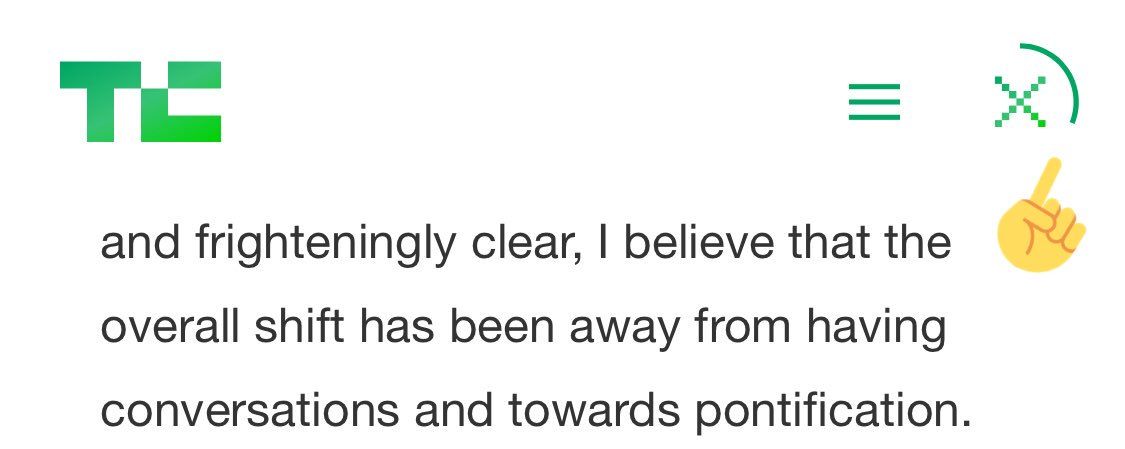 TC
and frighteningly clear, I believe that the
overall shift has been away from having
conversations and towards pontification.